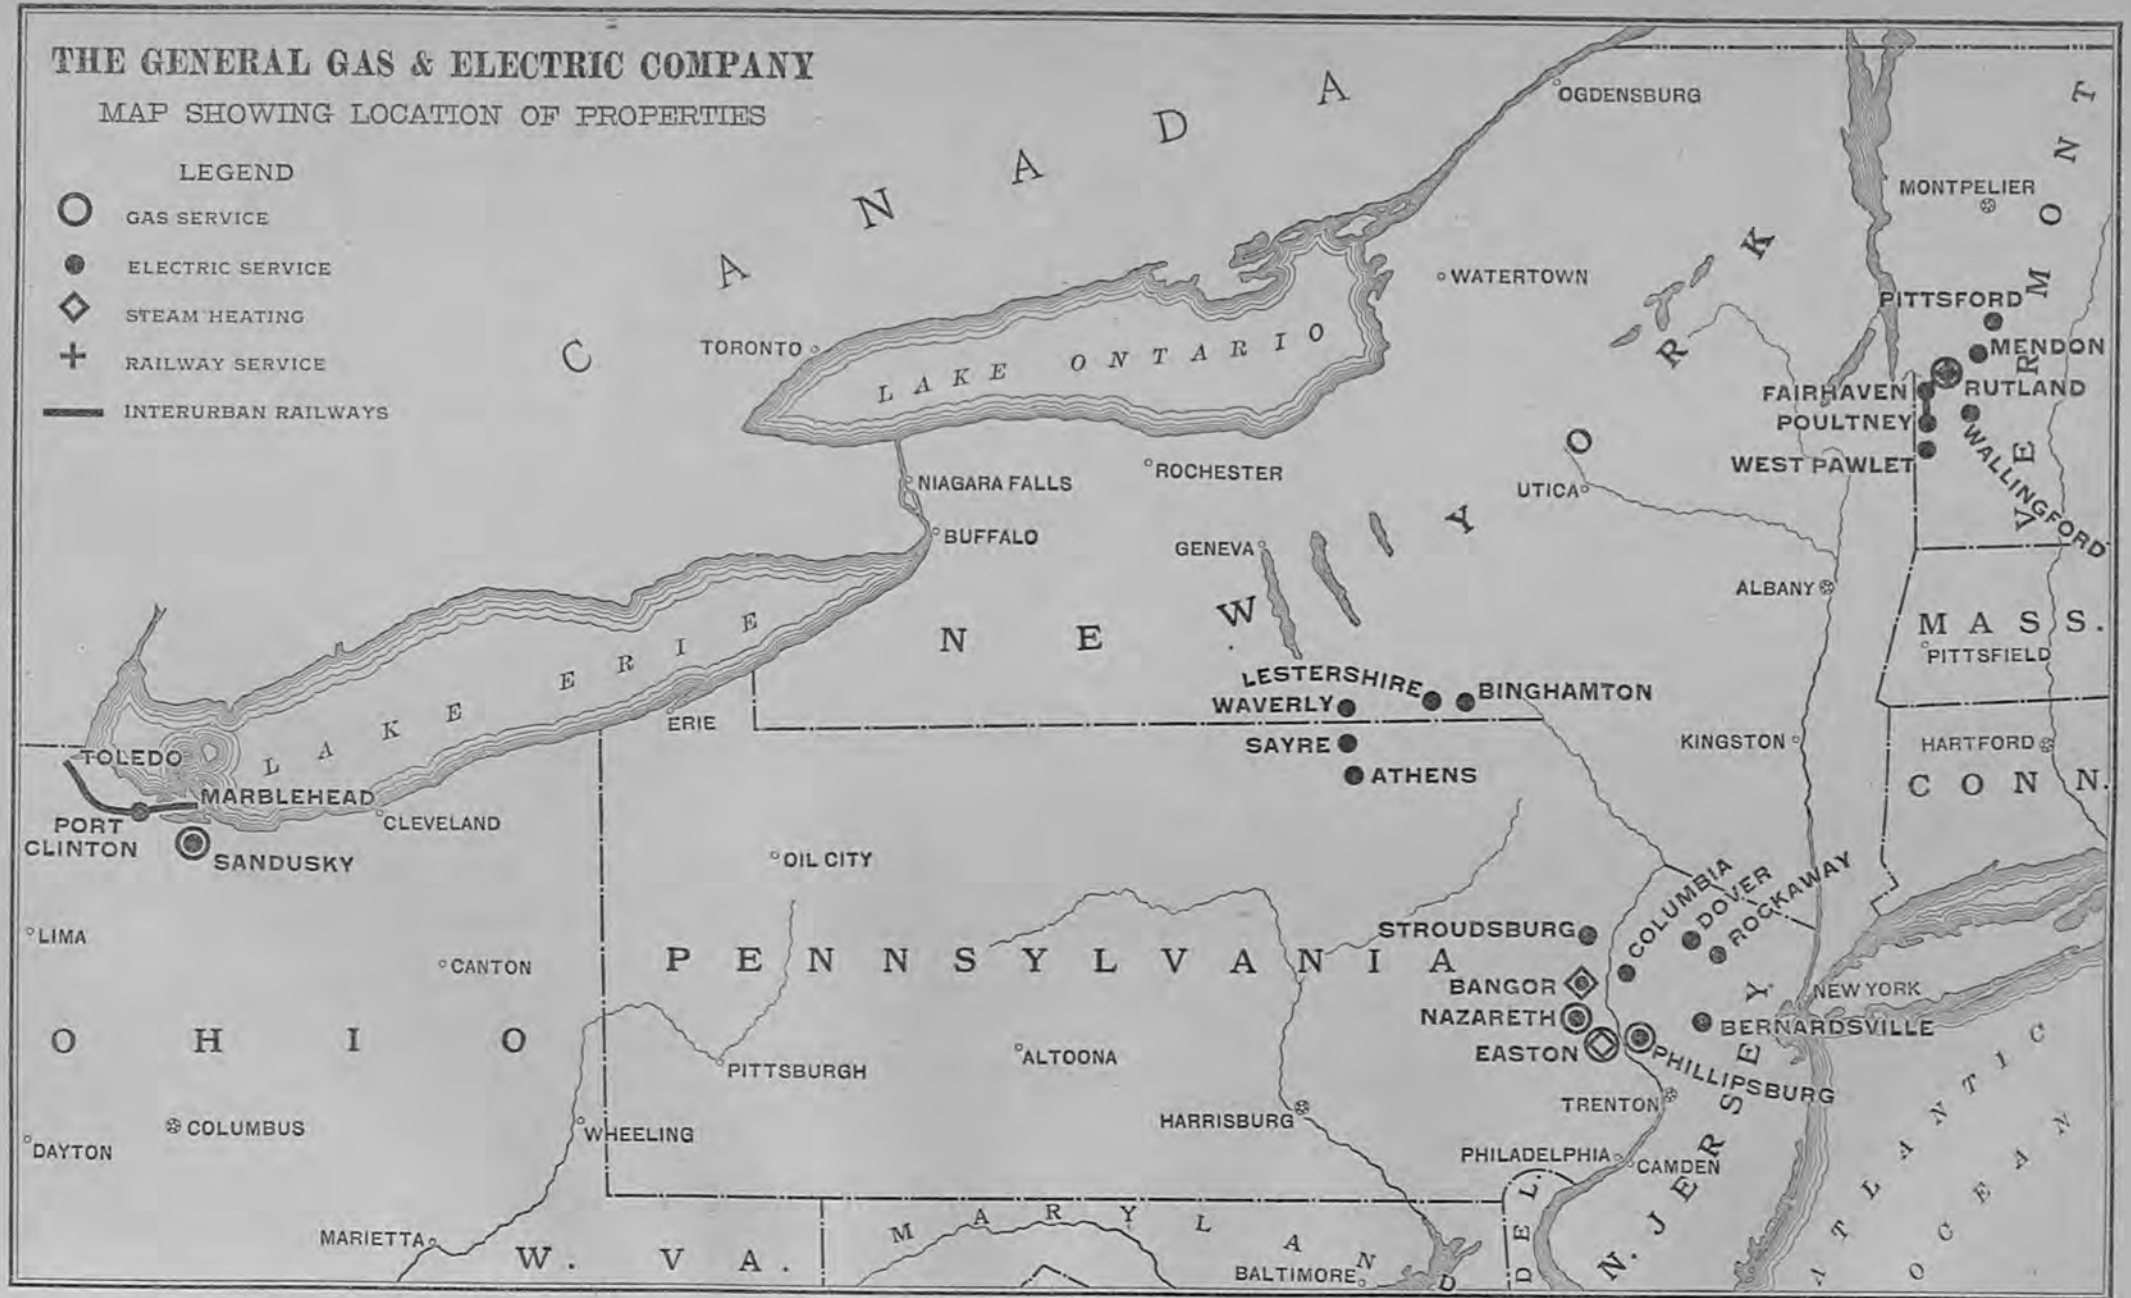 THE GENERAL GAS & ELECTRIC COMPANY
MAP SHOWING LOCATION OF PROPERTIES
LEGEND
GAS SERVICE
ELECTRIC SERVICE
STEAM HEATING
RAILWAY SERVICE
INTERURBAN RAILWAYS
CANADA
OGDENSBURG
VERMONT
MONTPELIER
WATERTOWN
PITTSFORD
MENDON
RUTLAND
FAIRHAVEN
POULTNEY
WEST PAWLET
WALLINGFORD
TORONTO
LAKE ONTARIO
NIAGARA FALLS
ROCHESTER
BUFFALO
GENEVA
UTICA
ALBANY
NEW YORK
MASS.
PITTSFIELD
LAKE ERIE
ERIE
LESTERSHIRE
BINGHAMTON
WAVERLY
SAYRE
ATHENS
KINGSTON
HARTFORD
CONN.
TOLEDO
MARBLEHEAD
PORT
CLINTON
CLEVELAND
SANDUSKY
OIL CITY
LIMA
CANTON
PENNSYLVANIA
STROUDSBURG
COLUMBIA
DOVER
ROCKAWAY
BANGOR
NAZARETH
EASTON
PHILLIPSBURG
BERNARDSVILLE
NEW YORK
OHIO
PITTSBURGH
ALTOONA
HARRISBURG
TRENTON
COLUMBUS
DAYTON
WHEELING
PHILADELPHIA
CAMDEN
N. JERSEY
ATLANTIC
OCEAN
MARIETTA
W. VA.
MARYLAND
BALTIMORE
DEL.